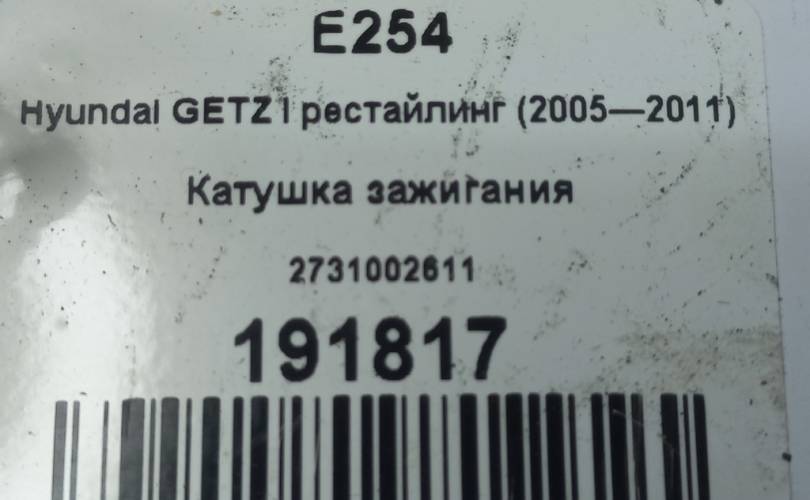 E254
Hyundai GETZ I рестайлинг (2005—2011)
Катушка зажигания
2731002611
191817